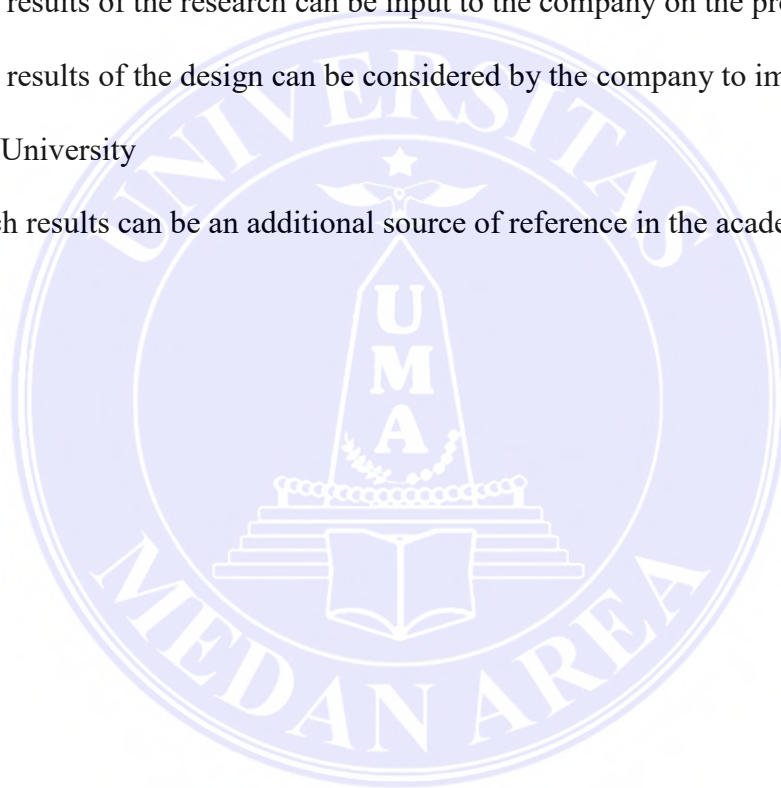 results of the research can be input to the company on the
results of the design can be considered by the company to
University
results can be an additional source of reference in the
UNIVERSITAS
U
M
A
MEDAN AREA